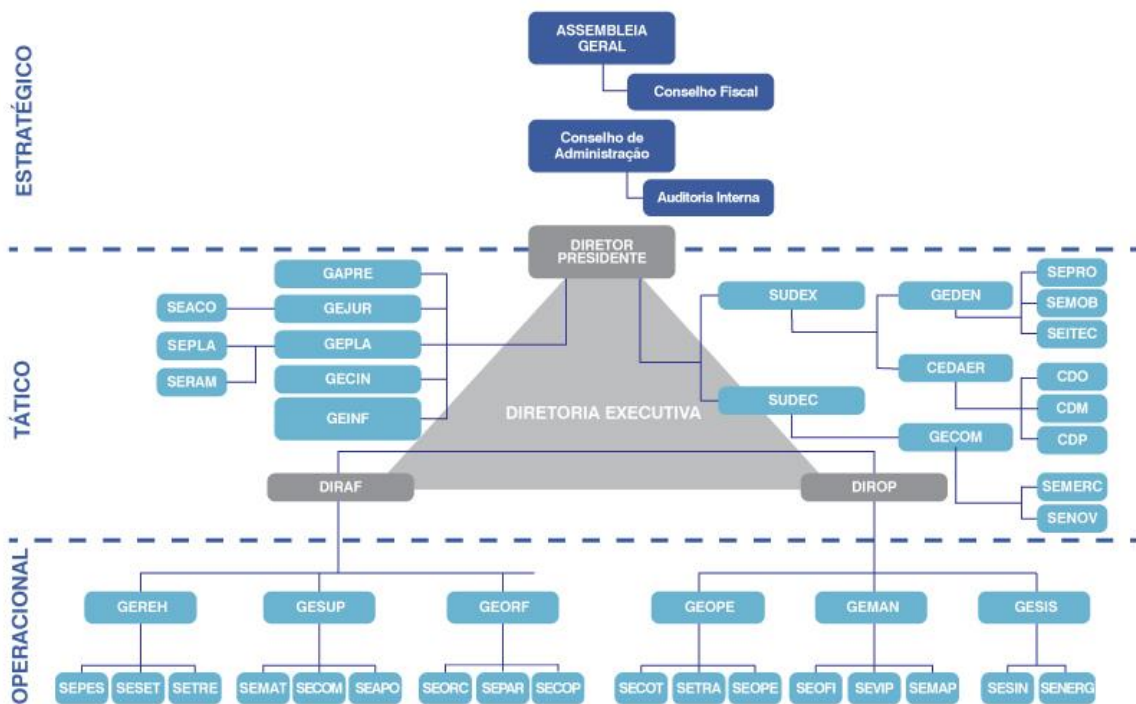 ESTRATÉGICO
ASSEMBLEIA
GERAL
Conselho Fiscal
Conselho de
Administração
Auditoria Interna
DIRETOR
PRESIDENTE
TÁTICO
GAPRE
SEACO
GEJUR
SEPLA
GEPLA
SERAM
GECIN
GEINF
DIRETORIA EXECUTIVA
SUDEX
GEDEN
SEPRO
SEMOB
SEITEC
CEDAER
CDO
CDM
CDP
SUDEC
GECOM
SEMERC
SENOV
DIRAF
DIROP
OPERACIONAL
GEREH
GESUP
GEORF
GEOPE
GEMAN
GESIS
SEPES
SESET
SETRE
SEMAT
SECOM
SEAPO
SEORC
SEPAR
SECOP
SECOT
SETRA
SEOPE
SEOFI
SEVIP
SEMAP
SESIN
SENERG